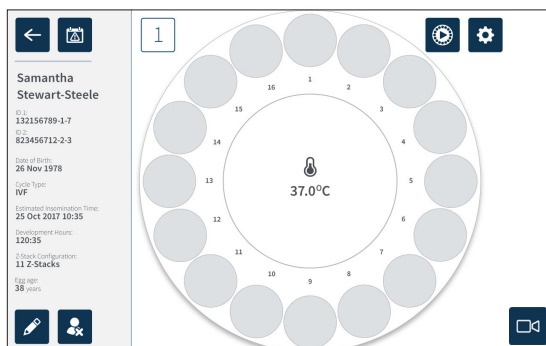 Samantha
Stewart-Steele
ID 1:
132156789-1-7
ID 2:
823456712-2-3
Date of Birth:
26 Nov 1978
Cycle Type:
IVF
Estimated Insemination Time:
25 Oct 2017 10:35
Development Hours:
120:35
Z-Stack Configuration:
11 Z-Stacks
Egg age:
38 years
1
1
2
3
4
5
6
7
8
9
10
11
12
13
14
15
16
37.0°C